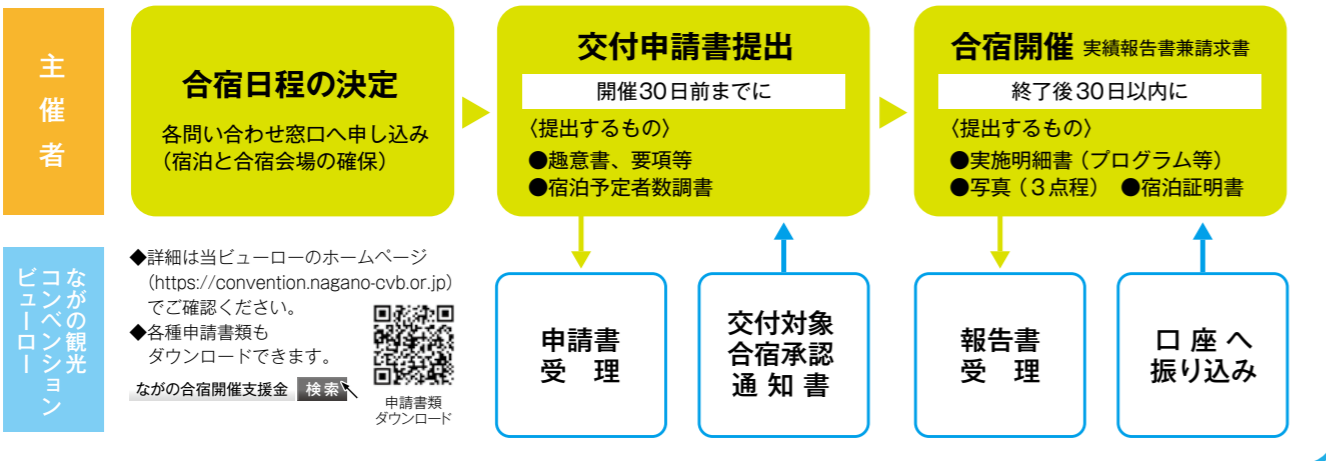 主催者
合宿日程の決定
各問い合わせ窓口へ申し込み
（宿泊と合宿会場の確保）
交付申請書提出
開催30日前までに
〈提出するもの〉
●趣意書、要項等
●宿泊予定者数調書
合宿開催 実績報告書兼請求書
終了後30日以内に
〈提出するもの〉
●実施明細書（プログラム等）
●写真（3点程） ●宿泊証明書
ながの観光
コンベンション
ビューロー
◆詳細は当ビューローのホームページ
（https://convention.nagano-cvb.or.jp）
でご確認ください。
◆各種申請書類も
ダウンロードできます。
ながの合宿開催支援金 検索
申請書類
ダウンロード
申請書
受 理
交付対象
合宿承認
通 知 書
報告書
受 理
口 座 へ
振り込み